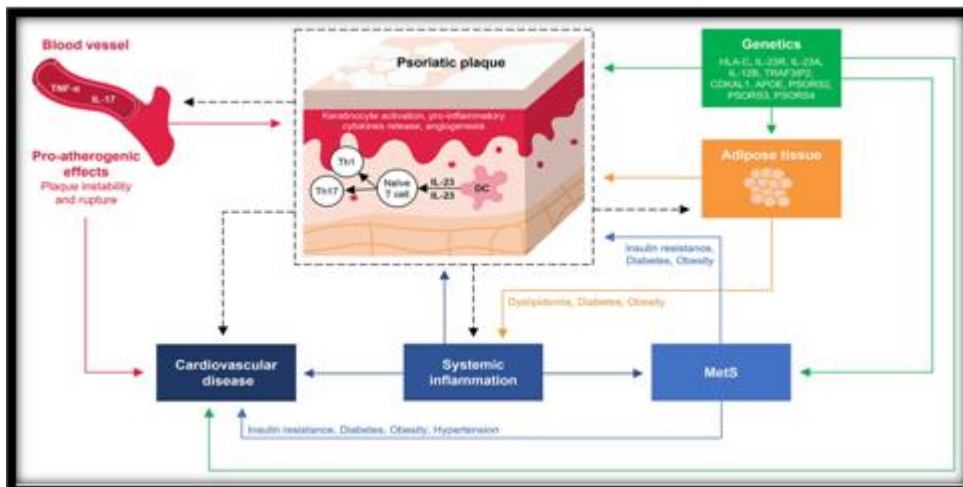 Blood vessel
TNF-α
IL-17
Pro-atherogenic
effects
Plaque instability
and rupture
Psoriatic plaque
Keratinocyte activation, pro-inflammatory
cytokines release, angiogenesis
Th1
Th17
Naïve
T cell
IL-23
IL-23
DC
Genetics
HLA-C, IL-23R, IL-23A,
IL-12B, TRAF3IP2,
CDKAL1, APOE, PSORS2,
PSORS3, PSORS4
Adipose tissue
Insulin resistance,
Diabetes, Obesity
Dyslipidemia, Diabetes, Obesity
Cardiovascular
disease
Systemic
inflammation
MetS
Insulin resistance, Diabetes, Obesity, Hypertension